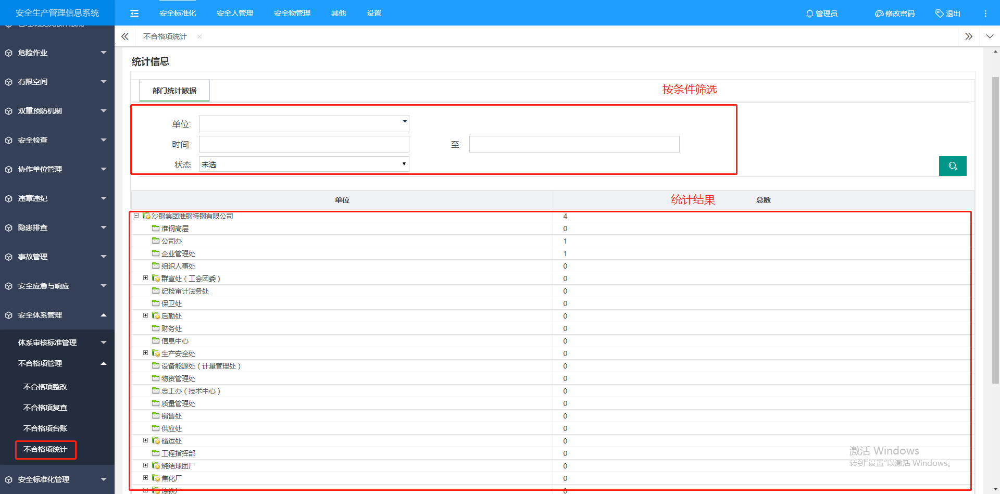 安全生产管理信息系统
安全标准化
安全人管理
安全物管理
其他
设置
管理员
修改密码
退出
不合格项统计
危险作业
有限空间
双重预防机制
安全检查
协作单位管理
违章违纪
隐患排查
事故管理
安全应急与响应
安全体系管理
体系审核标准管理
不合格项管理
不合格项整改
不合格项复查
不合格项台账
不合格项统计
安全标准化管理
统计信息
部门统计数据
按条件筛选
单位:
时间:
至:
状态
未选
单位
统计结果
总数
沙钢集团淮钢特钢有限公司 4
淮钢高层 0
公司办 1
企业管理处 1
组织人事处 0
群宣处（工会团委） 0
纪检审计法务处 0
保卫处 0
后勤处 0
财务处 0
信息中心 0
生产安全处 0
设备能源处（计量管理处） 0
物资管理处 0
总工办（技术中心） 0
质量管理处 0
销售处 0
供应处 0
储运处 0
工程指挥部 0
烧结球团厂 0
焦化厂 0
炼铁厂 0
激活 Windows
转到"设置"以激活 Windows。